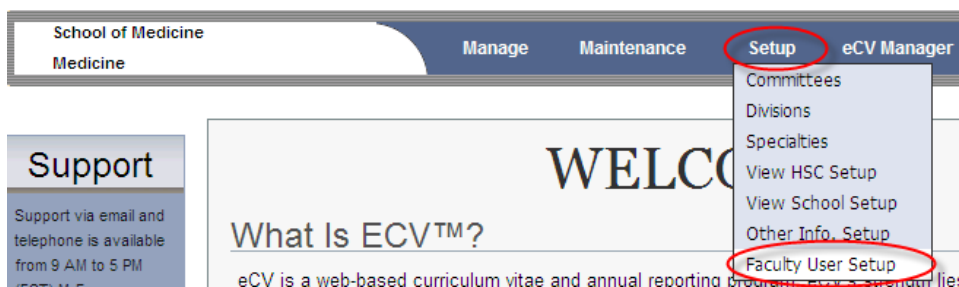 School of Medicine
Medicine
Manage Maintenance Setup eCV Manager
Committees
Divisions
Specialties
View HSC Setup
View School Setup
Other Info. Setup
Faculty User Setup
Support
Support via email and
telephone is available
from 9 AM to 5 PM
WELCO
What Is ECV™?
eCV is a web-based curriculum vitae and annual reporting program. eCV's strength lies